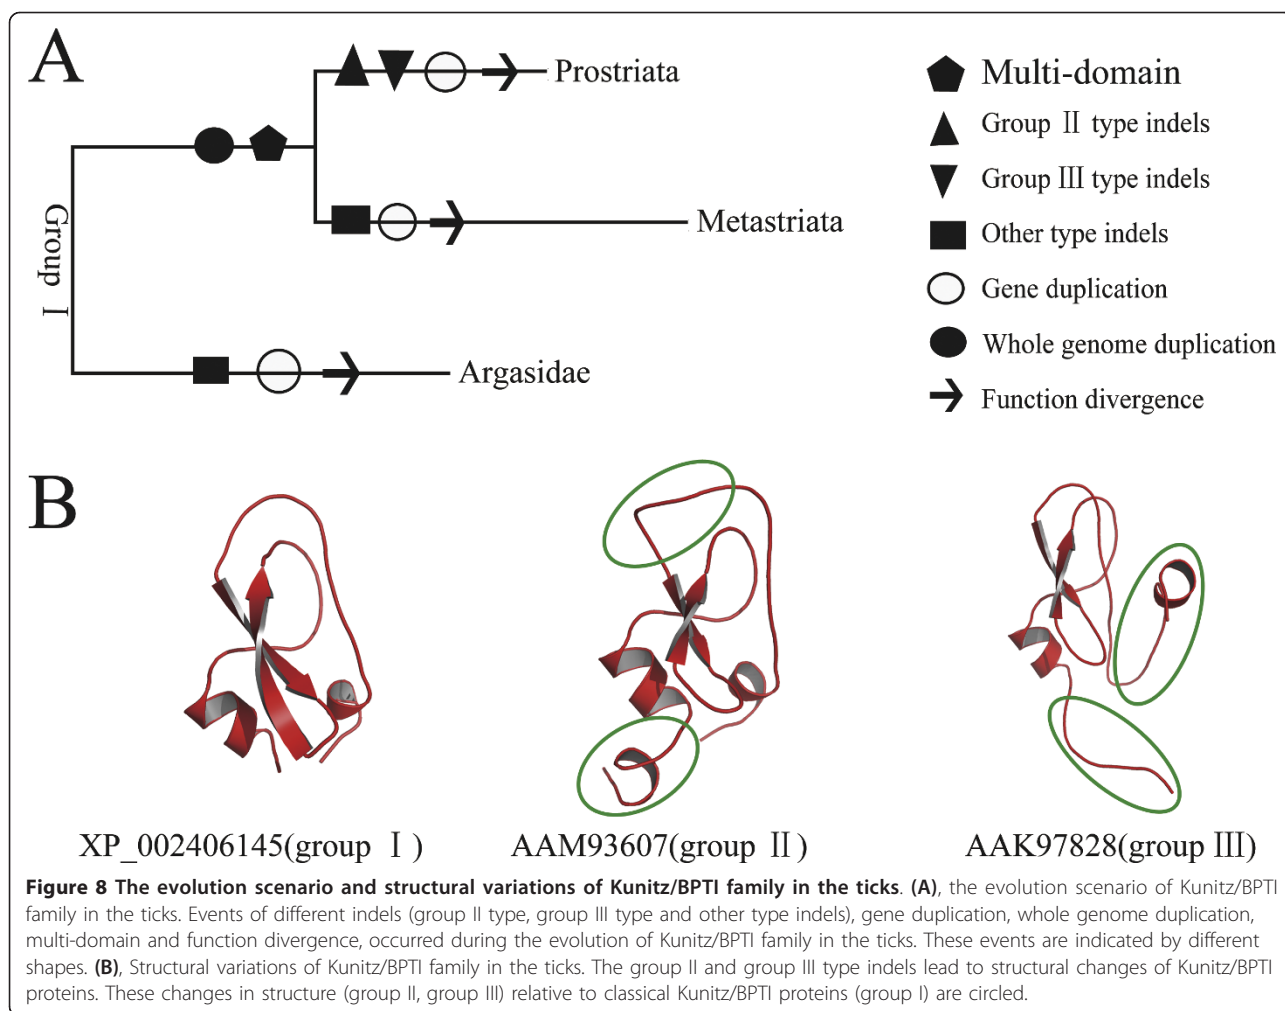 A
Prostriata
Metastriata
Argasidae
Group Ⅰ
Multi-domain
Group Ⅱ type indels
Group Ⅲ type indels
Other type indels
Gene duplication
Whole genome duplication
Function divergence
B
XP_002406145(group Ⅰ)
AAM93607(group Ⅱ)
AAK97828(group Ⅲ)
Figure 8 The evolution scenario and structural variations of Kunitz/BPTI family in the ticks. (A), the evolution scenario of Kunitz/BPTI
family in the ticks. Events of different indels (group II type, group III type and other type indels), gene duplication, whole genome duplication,
multi-domain and function divergence, occurred during the evolution of Kunitz/BPTI family in the ticks. These events are indicated by different
shapes. (B), Structural variations of Kunitz/BPTI family in the ticks. The group II and group III type indels lead to structural changes of Kunitz/BPTI
proteins. These changes in structure (group II, group III) relative to classical Kunitz/BPTI proteins (group I) are circled.